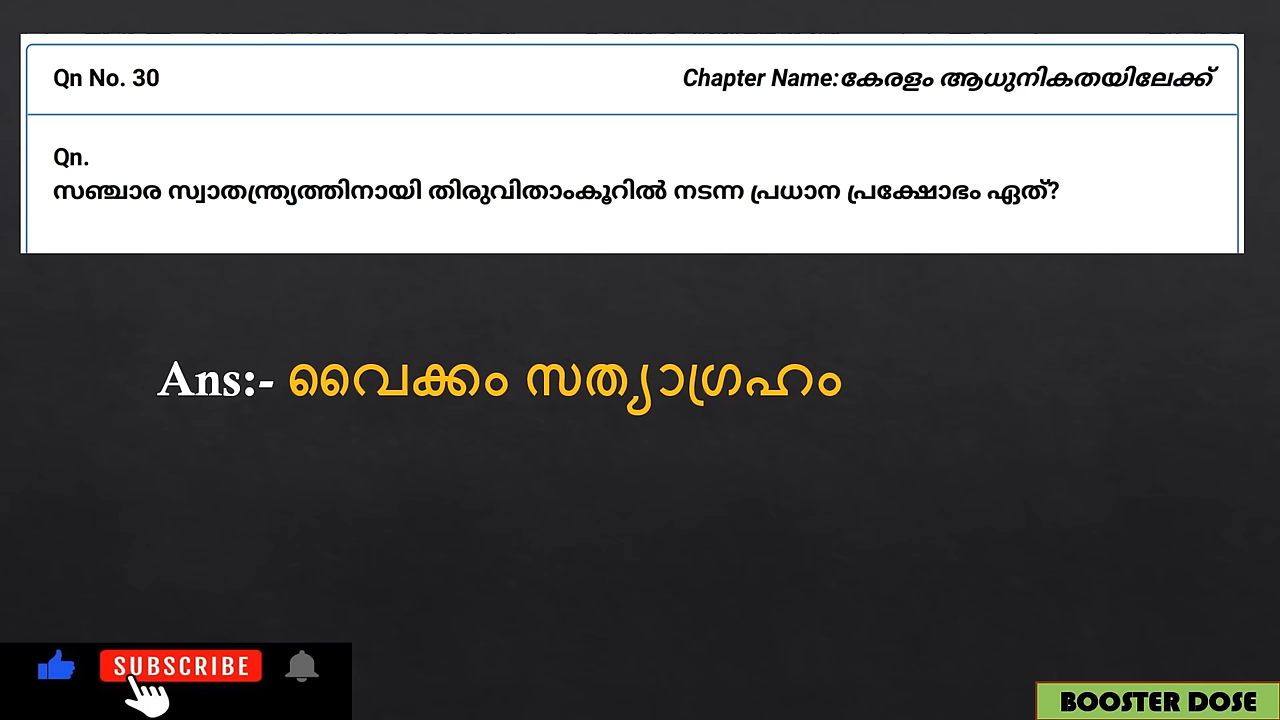 Qn No. 30
Chapter Name:കേരളം ആധുനികതയിലേക്ക്
Qn.
സഞ്ചാര സ്വാതന്ത്ര്യത്തിനായി തിരുവിതാംകൂറിൽ നടന്ന പ്രധാന പ്രക്ഷോഭം ഏത്?
Ans:- വൈക്കം സത്യാഗ്രഹം
SUBSCRIBE
BOOSTER DOSE